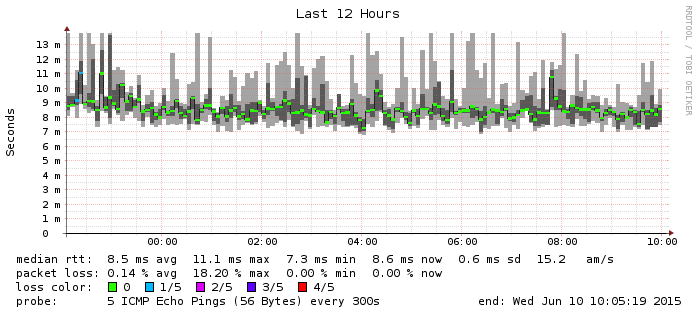 Last 12 Hours
RRDTOOL / TOBI OETIKER
Seconds
13 m
12 m
11 m
10 m
9 m
8 m
7 m
6 m
5 m
4 m
3 m
2 m
1 m
0
00:00 02:00 04:00 06:00 08:00 10:00
median rtt: 8.5 ms avg 11.1 ms max 7.3 ms min 8.6 ms now 0.6 ms sd 15.2 am/s
packet loss: 0.14 % avg 18.20 % max 0.00 % min 0.00 % now
loss color: 0 1/5 2/5 3/5 4/5
probe: 5 ICMP Echo Pings (56 Bytes) every 300s end: Wed Jun 10 10:05:19 2015